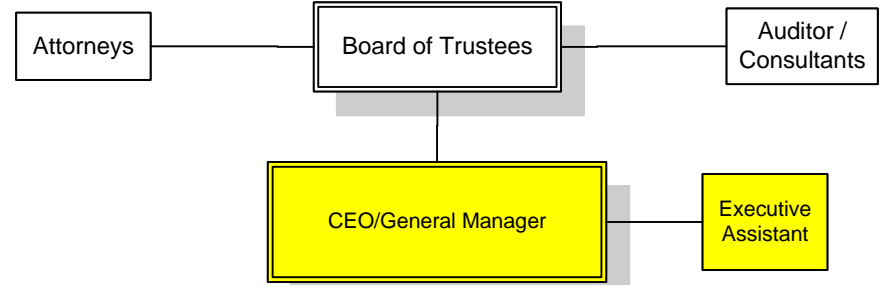 Attorneys
Board of Trustees
Auditor /
Consultants
CEO/General Manager
Executive
Assistant